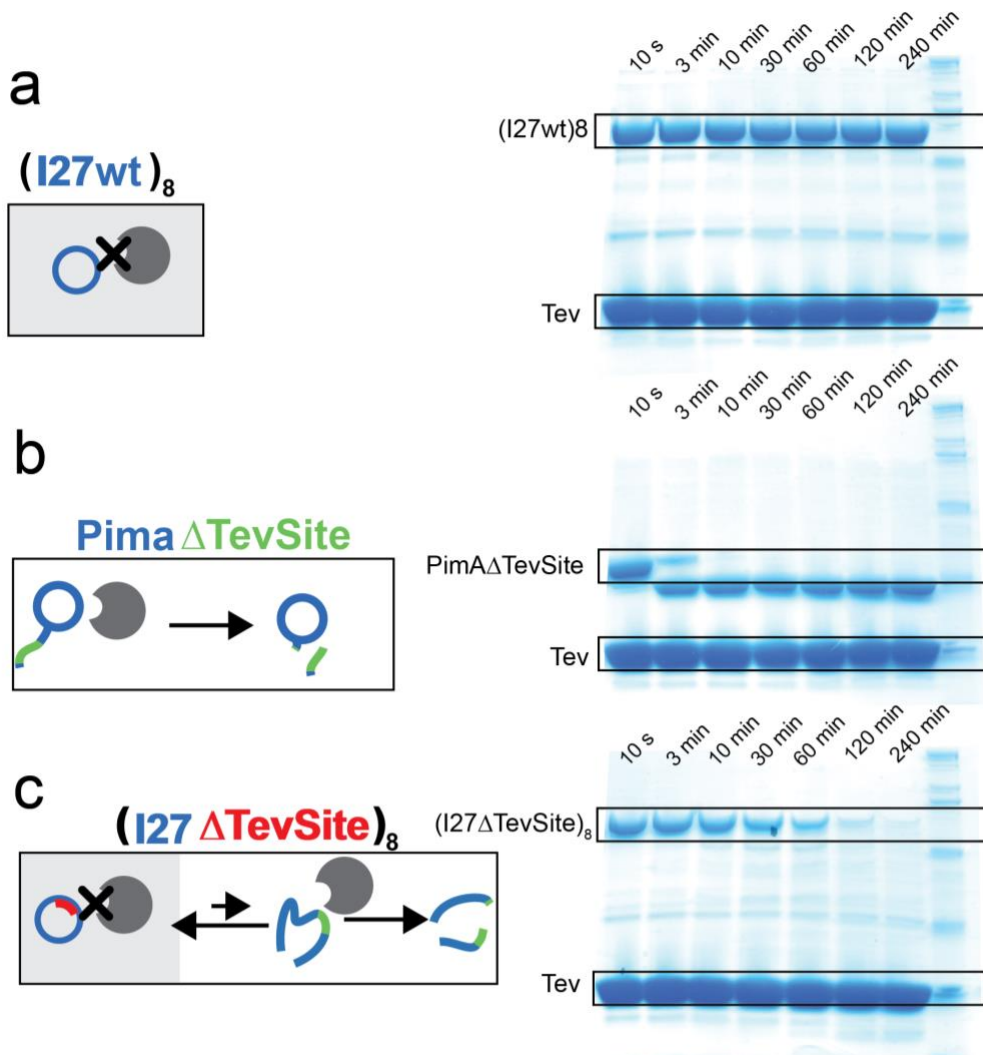 a
(I27wt)8
10 s 3 min 10 min 30 min 60 min 120 min 240 min
(I27wt)8
Tev
b
Pima ΔTevSite
10 s 3 min 10 min 30 min 60 min 120 min 240 min
PimAΔTevSite
Tev
c
(I27 ΔTevSite)8
10 s 3 min 10 min 30 min 60 min 120 min 240 min
(I27ΔTevSite)8
Tev